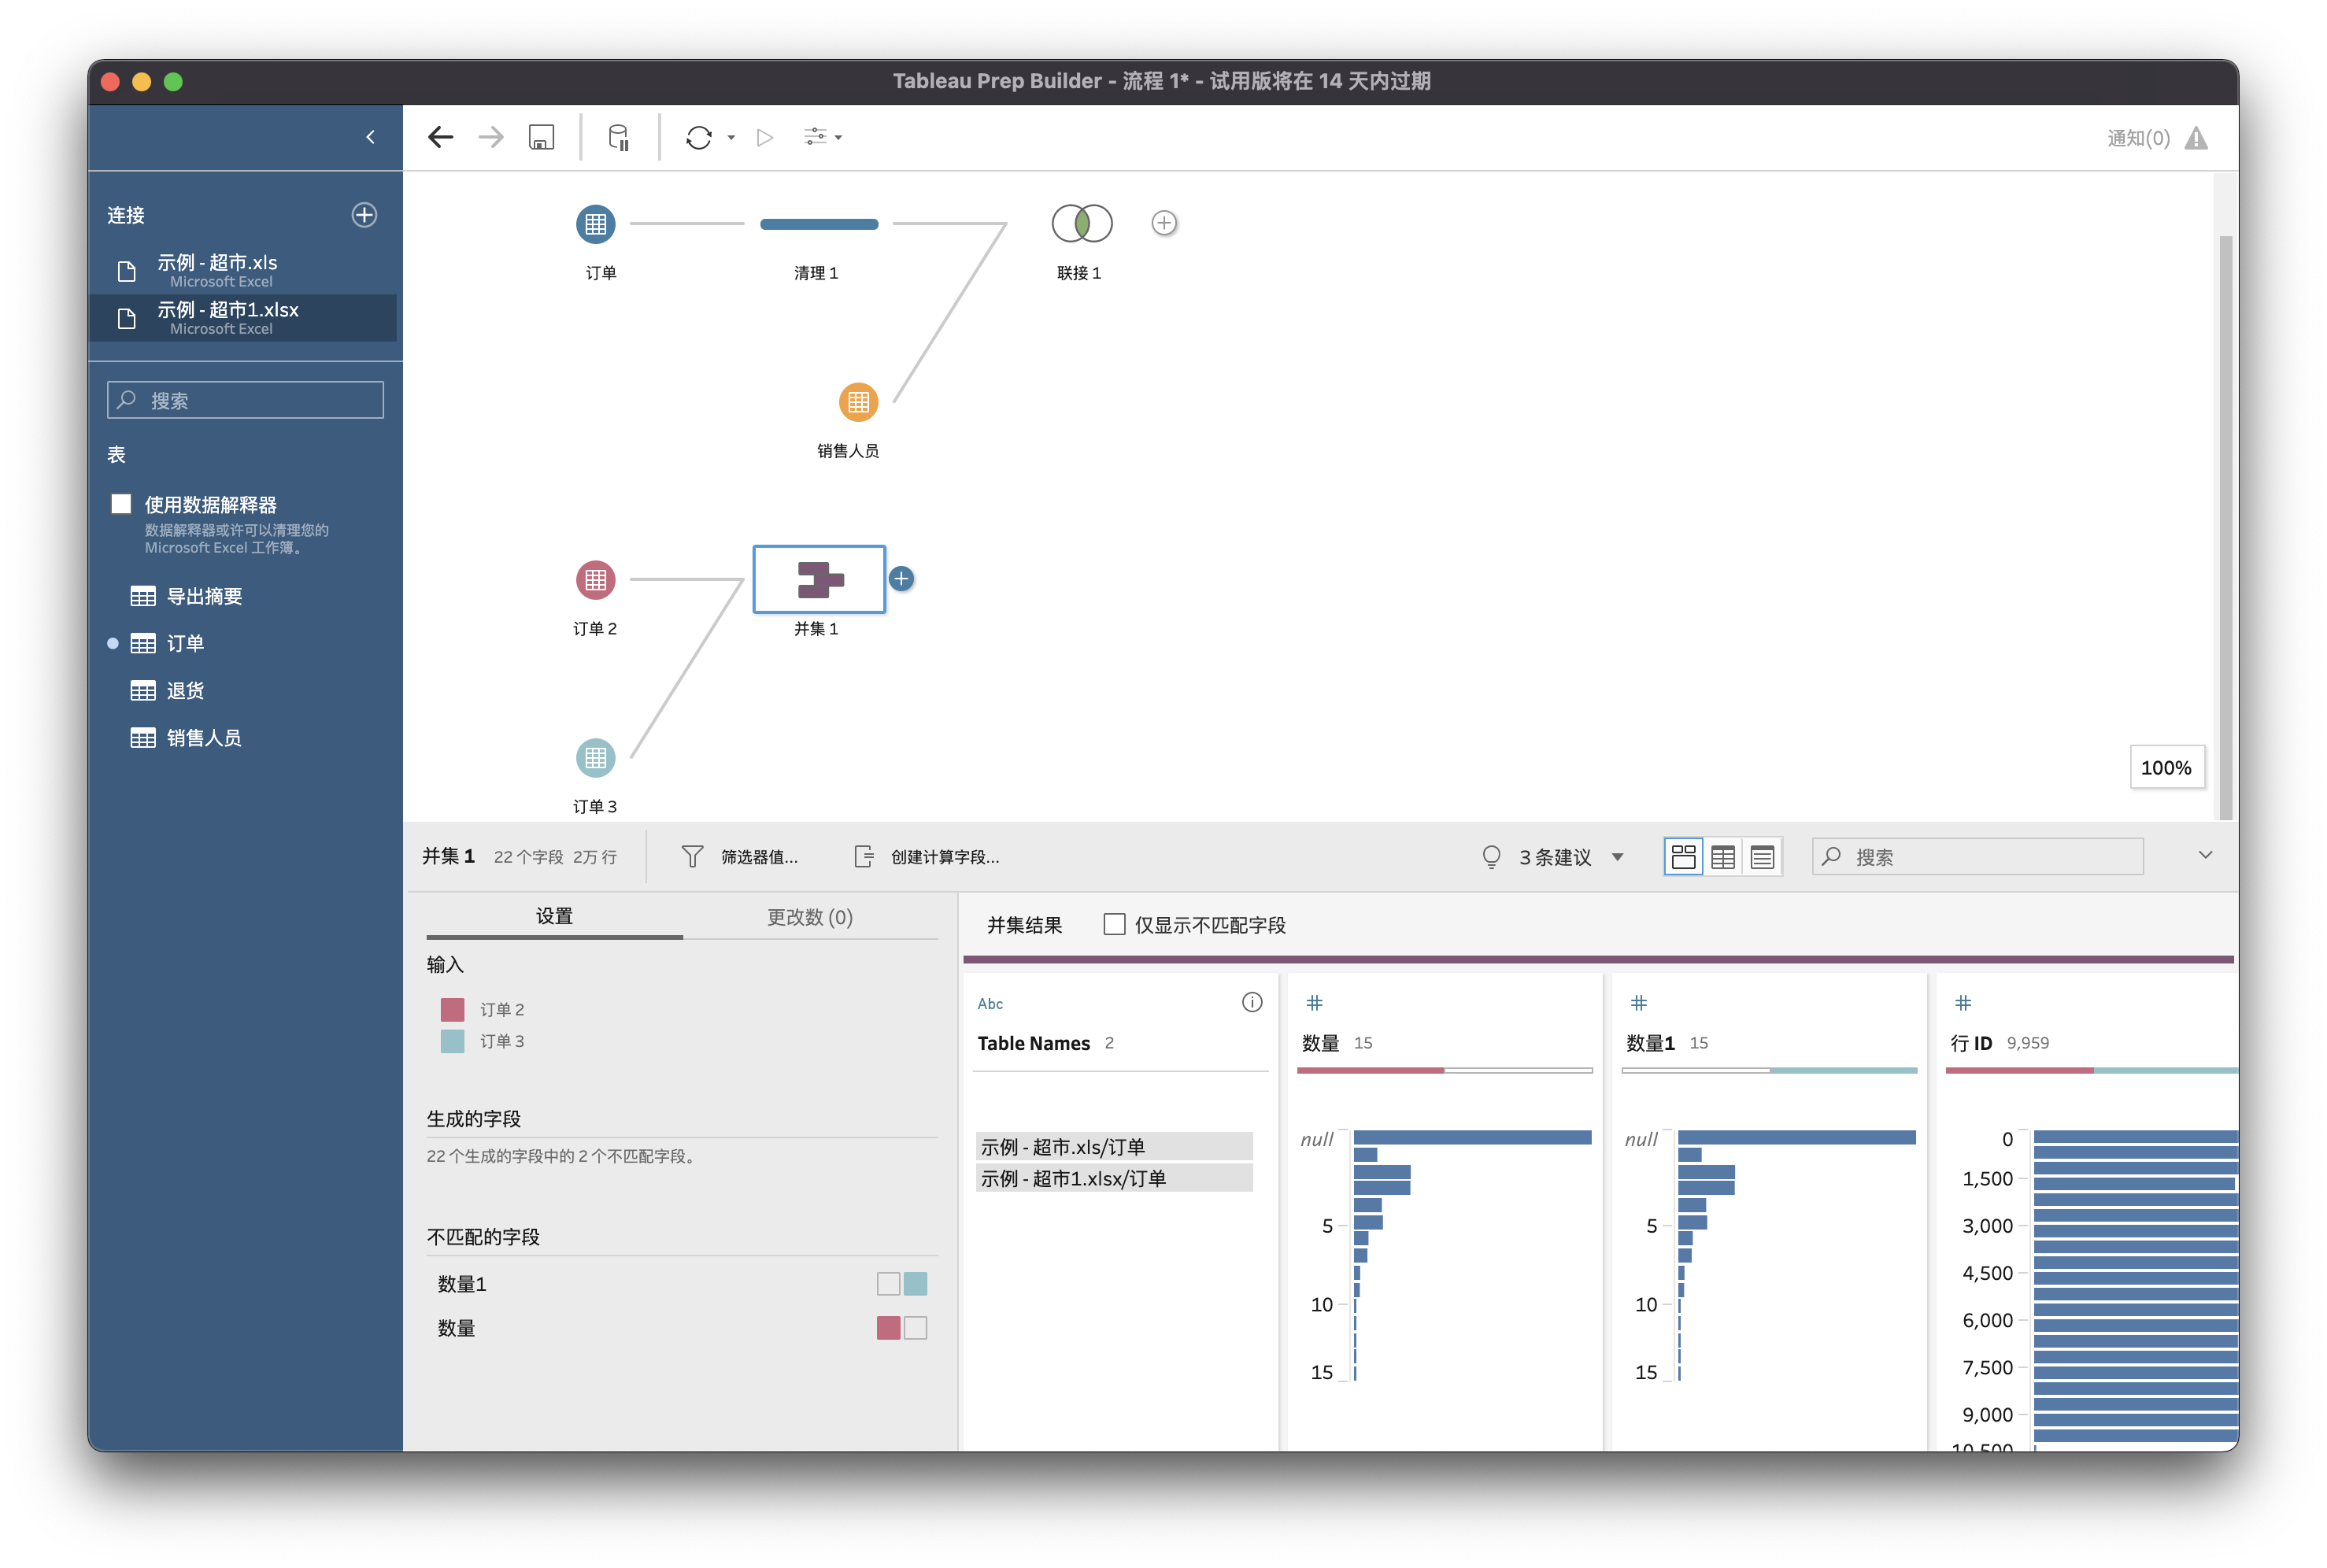 Tableau Prep Builder - 流程 1* - 试用版将在 14 天内过期
通知(0)
连接
示例 - 超市.xls
Microsoft Excel
示例 - 超市1.xlsx
Microsoft Excel
搜索
表
使用数据解释器
数据解释器或许可以清理您的
Microsoft Excel 工作簿。
导出摘要
订单
退货
销售人员
订单
清理 1
联接 1
销售人员
订单 2
并集 1
订单 3
100%
并集 1 22 个字段 2万 行
筛选器值...
创建计算字段...
3 条建议
搜索
设置
更改数 (0)
输入
订单 2
订单 3
生成的字段
22 个生成的字段中的 2 个不匹配字段。
不匹配的字段
数量1
数量
并集结果
仅显示不匹配字段
Abc
Table Names 2
示例 - 超市.xls/订单
示例 - 超市1.xlsx/订单
#
数量 15
null
5
10
15
#
数量1 15
null
5
10
15
#
行 ID 9,959
0
1,500
3,000
4,500
6,000
7,500
9,000
10,500